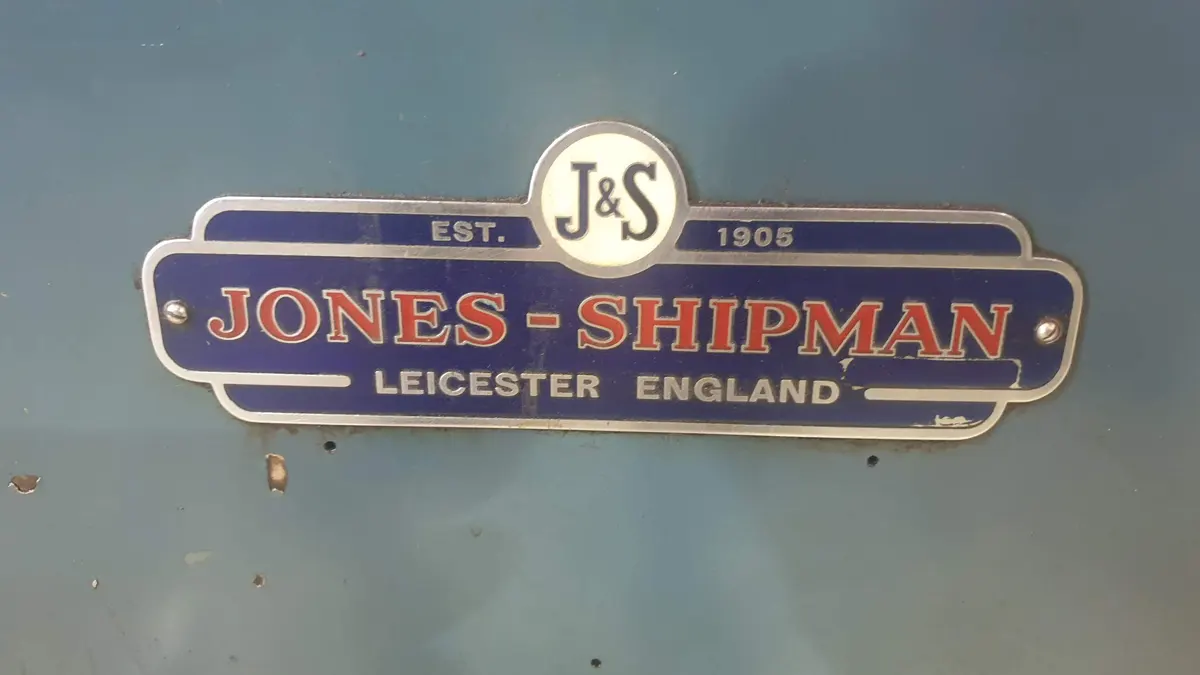 J&S
EST. 1905
JONES-SHIPMAN
LEICESTER ENGLAND